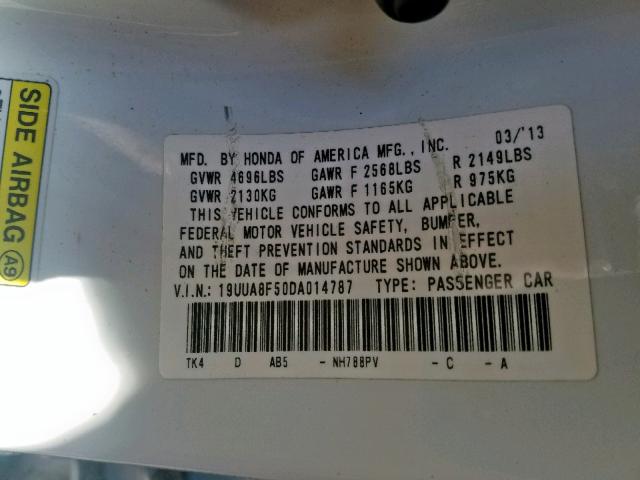 SIDE AIRBAG A9
MFD. BY HONDA OF AMERICA MFG., INC. 03/'13
GVWR 4696LBS GAWR F 2568LBS R 2149LBS
GVWR 2130KG GAWR F 1165KG R 975KG
THIS VEHICLE CONFORMS TO ALL APPLICABLE
FEDERAL MOTOR VEHICLE SAFETY, BUMPER,
AND THEFT PREVENTION STANDARDS IN EFFECT
ON THE DATE OF MANUFACTURE SHOWN ABOVE.
V.I.N.: 19UUA8F50DA014787 TYPE: PASSENGER CAR
TK4 D AB5 - NH788PV - C - A